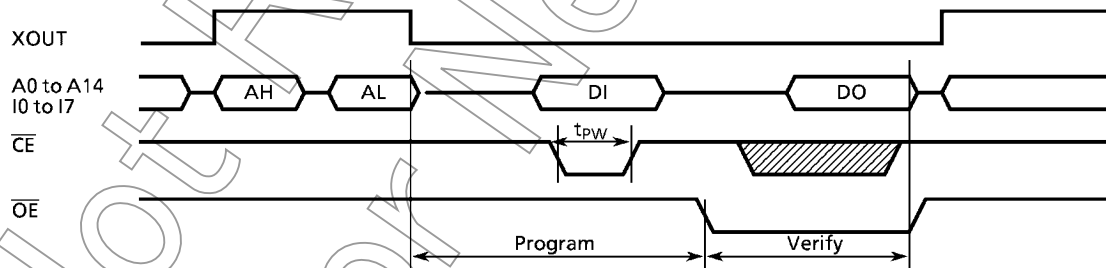 XOUT
A0 to A14
I0 to I7
AH
AL
DI
DO
CE
tPW
OE
Program
Verify